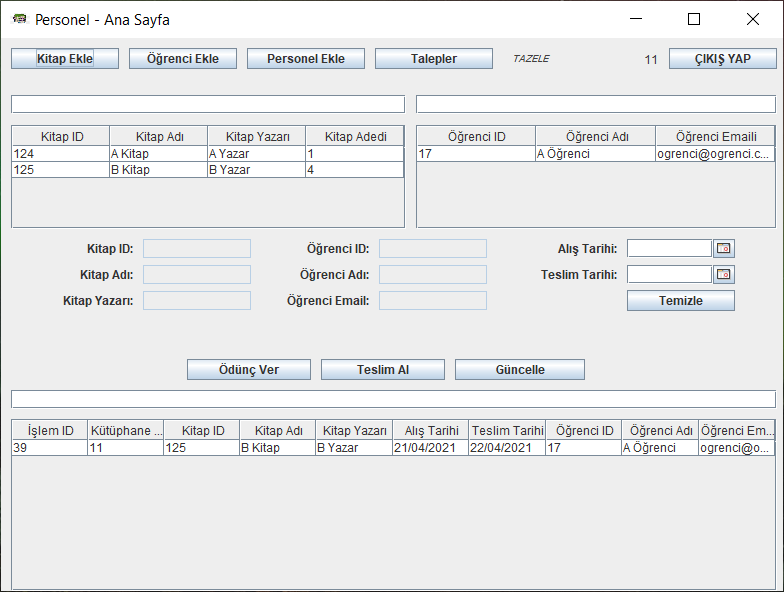 Personel - Ana Sayfa
Kitap Ekle Öğrenci Ekle Personel Ekle Talepler TAZELE 11 ÇIKIŞ YAP
Kitap ID Kitap Adı Kitap Yazarı Kitap Adedi
124 A Kitap A Yazar 1
125 B Kitap B Yazar 4
Öğrenci ID Öğrenci Adı Öğrenci Emaili
17 A Öğrenci ogrenci@ogrenci.c...
Kitap ID: Öğrenci ID: Alış Tarihi:
Kitap Adı: Öğrenci Adı: Teslim Tarihi:
Kitap Yazarı: Öğrenci Email: Temizle
Ödünç Ver Teslim Al Güncelle
İşlem ID Kütüphane ... Kitap ID Kitap Adı Kitap Yazarı Alış Tarihi Teslim Tarihi Öğrenci ID Öğrenci Adı Öğrenci Em...
39 11 125 B Kitap B Yazar 21/04/2021 22/04/2021 17 A Öğrenci ogrenci@o...